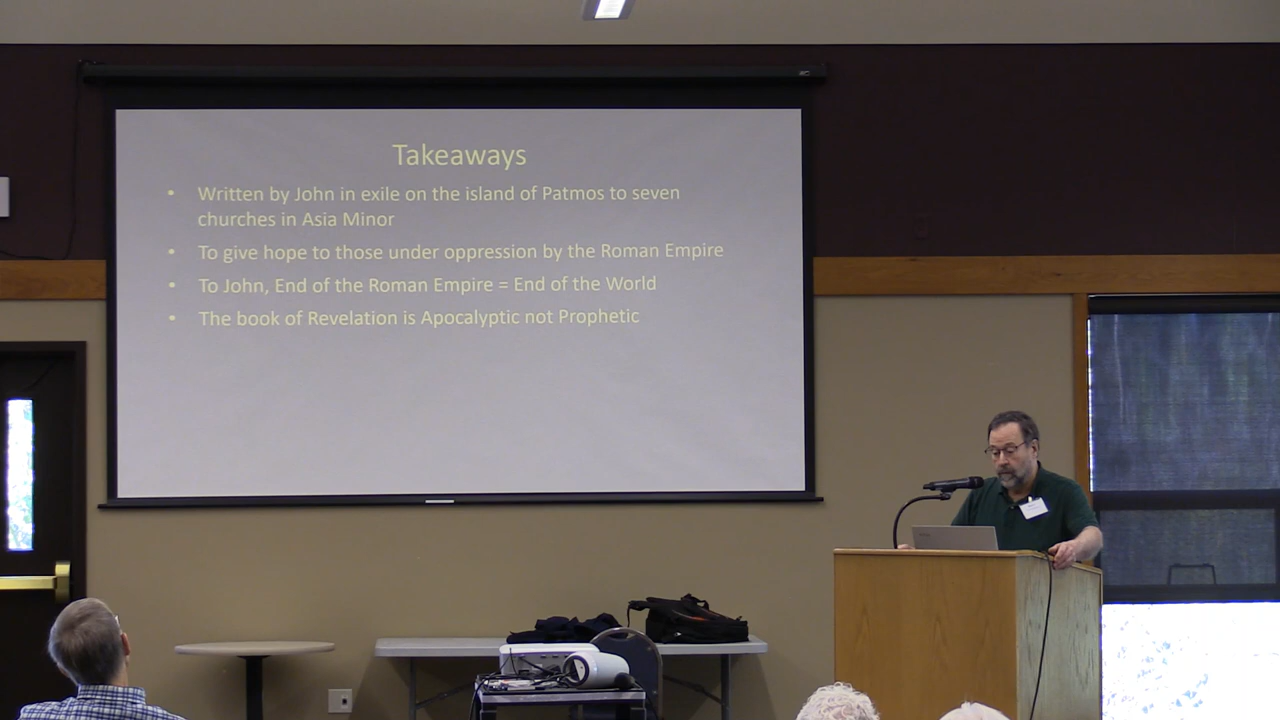 Takeaways
• Written by John in exile on the island of Patmos to seven
churches in Asia Minor
• To give hope to those under oppression by the Roman Empire
• To John, End of the Roman Empire = End of the World
• The book of Revelation is Apocalyptic not Prophetic